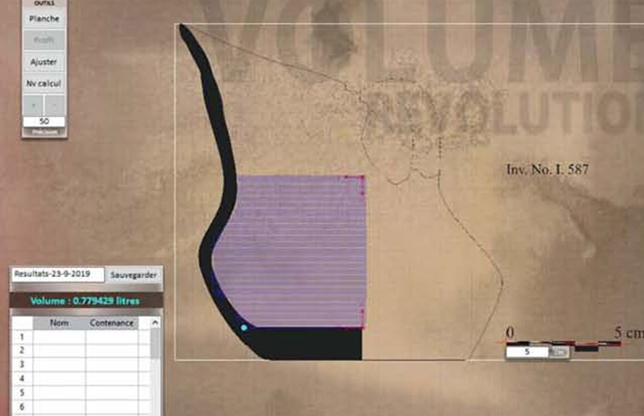 OUTILS
Planche
Profil
Ajuster
Nv calcul
+ -
50
Précision
VOLUME
REVOLUTION
Inv. No. I. 587
Resultats-23-9-2019 Sauvegarder
Volume : 0.779429 litres
Nom Contenance
1
2
3
4
5
6
0 5 cm
5